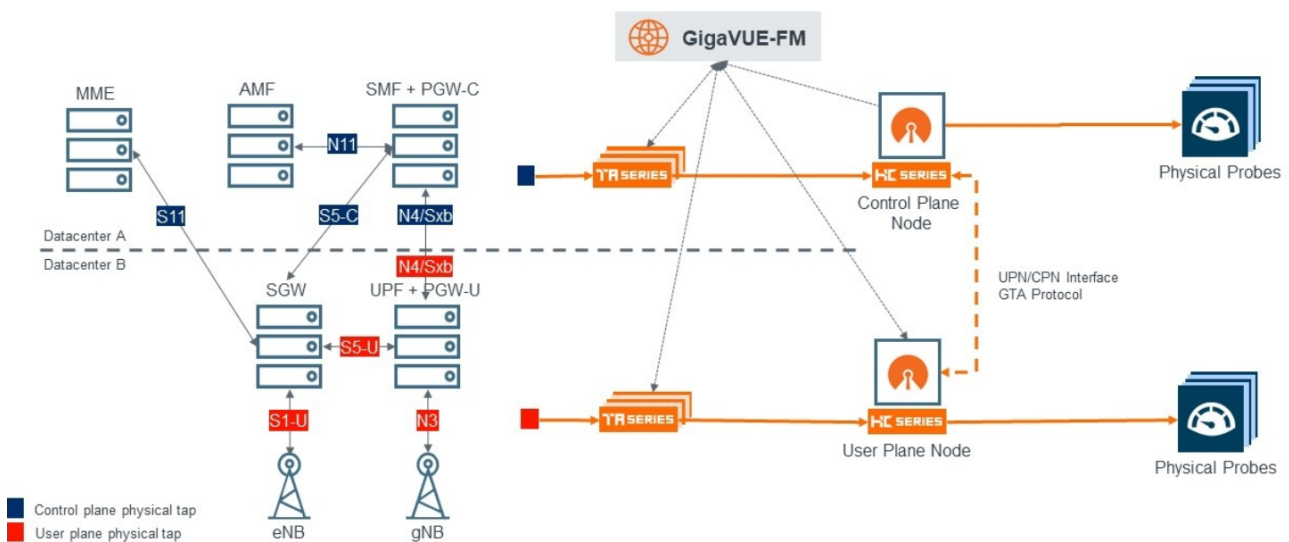 GigaVUE-FM
MME
AMF
SMF + PGW-C
N11
S11
S5-C
N4/Sxb
TA SERIES
HC SERIES
Control Plane
Node
Physical Probes
Datacenter A
Datacenter B
N4/Sxb
SGW
UPF + PGW-U
UPN/CPN Interface
GTA Protocol
S5-U
S1-U
N3
TA SERIES
HC SERIES
User Plane Node
Physical Probes
Control plane physical tap
User plane physical tap
eNB
gNB